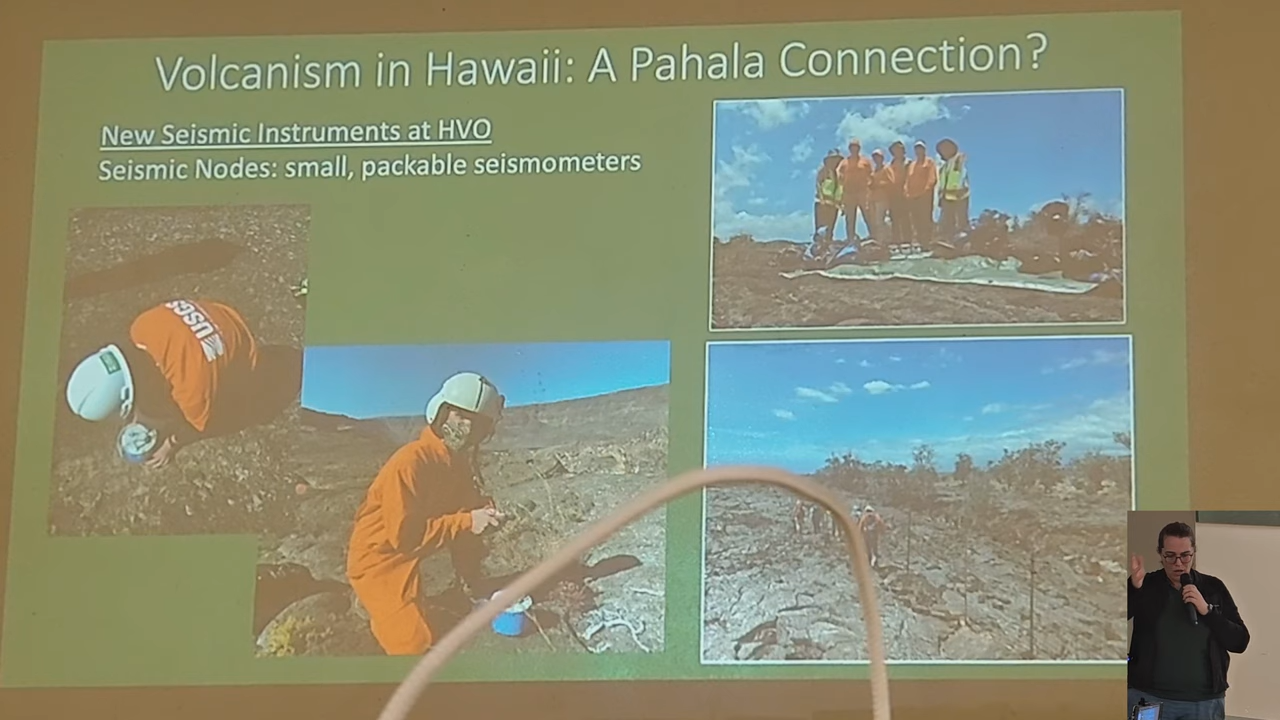 Volcanism in Hawaii: A Pahala Connection?
New Seismic Instruments at HVO
Seismic Nodes: small, packable seismometers
USGS